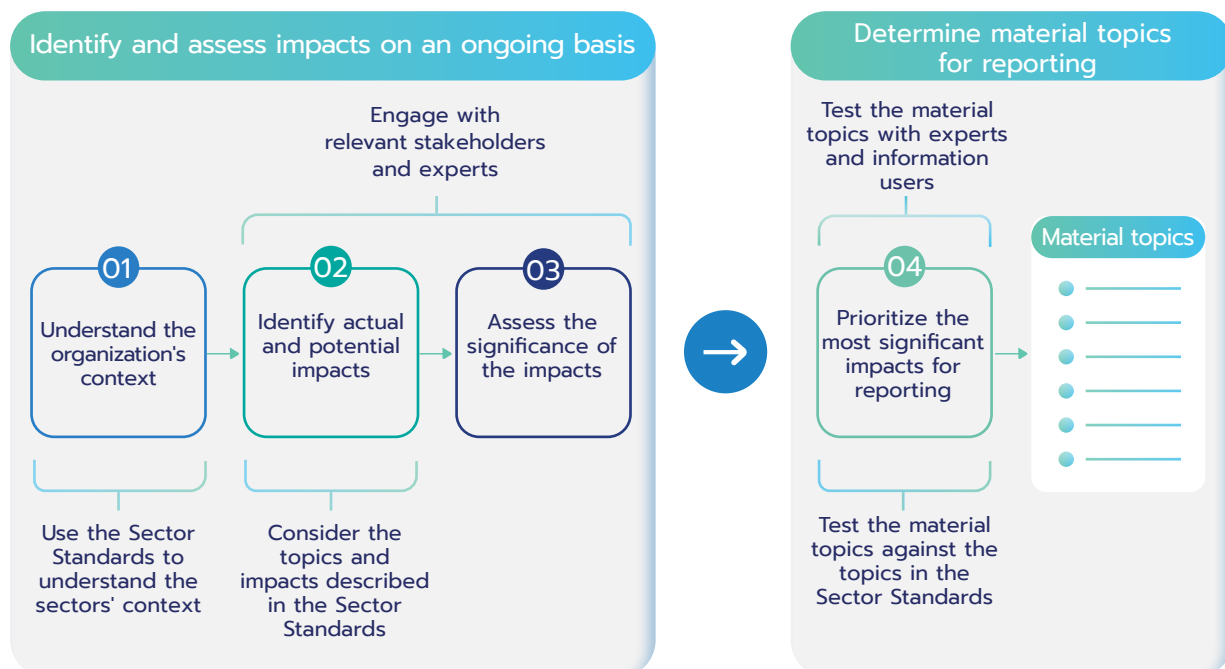 Identify and assess impacts on an ongoing basis
Engage with
relevant stakeholders
and experts
01
Understand the
organization's
context
02
Identify actual
and potential
impacts
03
Assess the
significance of
the impacts
Use the Sector
Standards to
understand the
sectors' context
Consider the
topics and
impacts described
in the Sector
Standards
Determine material topics
for reporting
Test the material
topics with experts
and information
users
04
Prioritize the
most significant
impacts for
reporting
Material topics
Test the material
topics against the
topics in the
Sector Standards